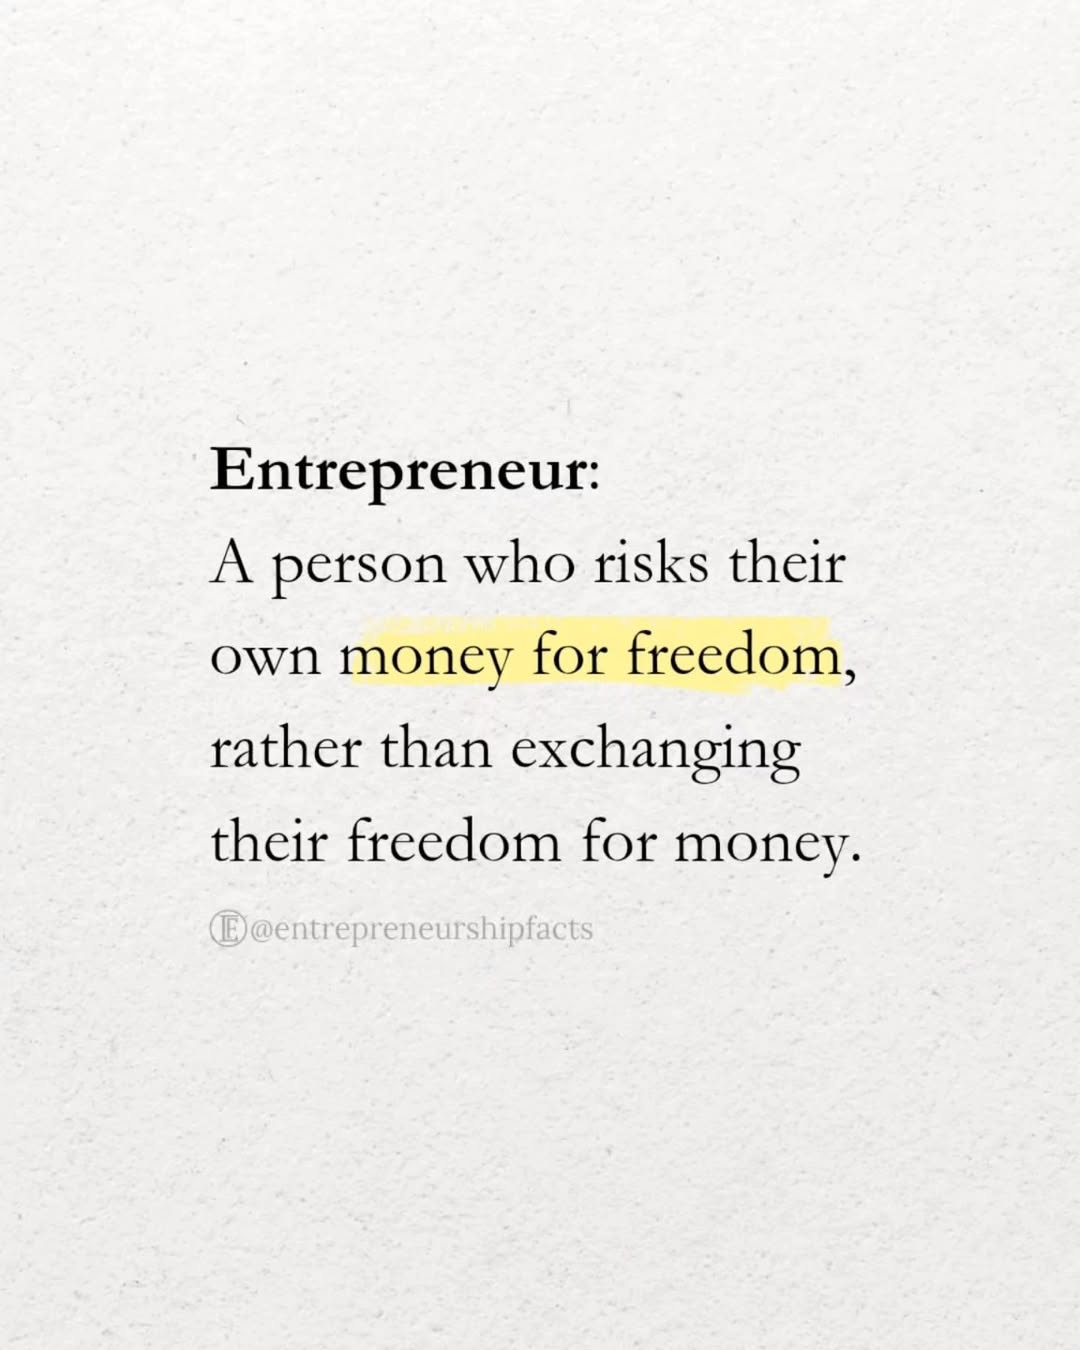 Entrepreneur:
A person who risks their
own money for freedom,
rather than exchanging
their freedom for money.
E@entrepreneurshipfacts